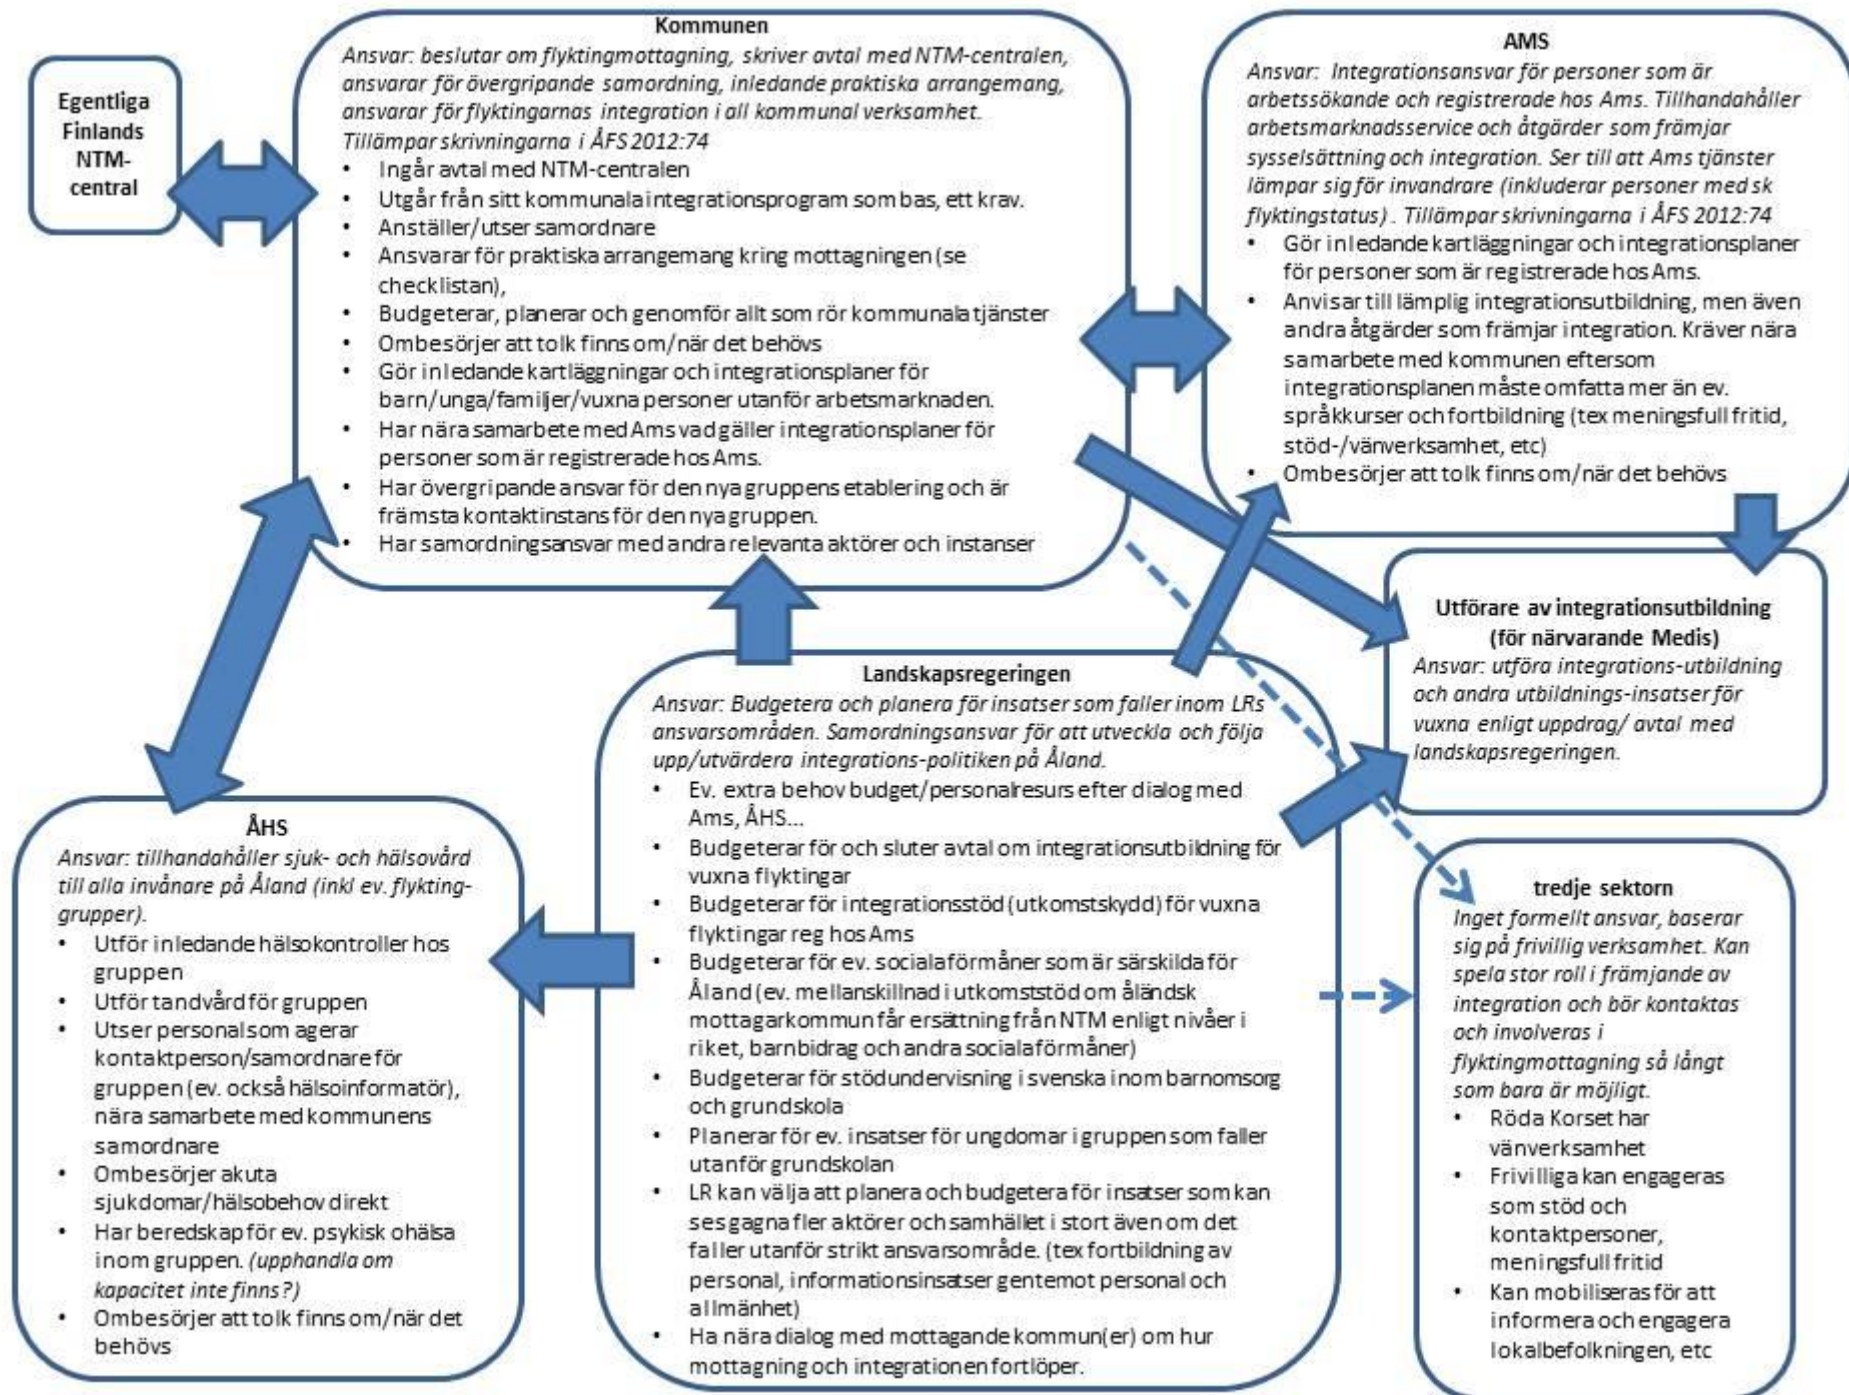 Egentliga
Finlands
NTM-
central
Kommunen
Ansvar: beslutar om flyktingmottagning, skriver avtal med NTM-centralen,
ansvarar för övergripande samordning, inledande praktiska arrangemang,
ansvarar för flyktingarnas integration i all kommunal verksamhet.
Tillämpar skrivningarna i ÅFS 2012:74
• Ingår avtal med NTM-centralen
• Utgår från sitt kommunala integrationsprogram som bas, ett krav.
• Anställer/utser samordnare
• Ansvarar för praktiska arrangemang kring mottagningen (se
checklistan),
• Budgeterar, planerar och genomför allt som rör kommunala tjänster
• Ombesörjer att tolk finns om/när det behövs
• Gör inledande kartläggningar och integrationsplaner för
barn/unga/familjer/vuxna personer utanför arbetsmarknaden.
• Har nära samarbete med Ams vad gäller integrationsplaner för
personer som är registrerade hos Ams.
• Har övergripande ansvar för den nya gruppens etablering och är
främsta kontaktinstans för den nya gruppen.
• Har samordningsansvar med andra relevanta aktörer och instanser
AMS
Ansvar: Integrationsansvar för personer som är
arbetssökande och registrerade hos Ams. Tillhandahåller
arbetsmarknadsservice och åtgärder som främjar
sysselsättning och integration. Ser till att Ams tjänster
lämpar sig för invandrare (inkluderar personer med sk
flyktingstatus) . Tillämpar skrivningarna i ÅFS 2012:74
• Gör inledande kartläggningar och integrationsplaner
för personer som är registrerade hos Ams.
• Anvisar till lämplig integrationsutbildning, men även
andra åtgärder som främjar integration. Kräver nära
samarbete med kommunen eftersom
integrationsplanen måste omfatta mer än ev.
språkkurser och fortbildning (tex meningsfull fritid,
stöd-/vänverksamhet, etc)
• Ombesörjer att tolk finns om/när det behövs
Utförare av integrationsutbildning
(för närvarande Medis)
Ansvar: utföra integrations-utbildning
och andra utbildnings-insatser för
vuxna enligt uppdrag/ avtal med
landskapsregeringen.
Landskapsregeringen
Ansvar: Budgetera och planera för insatser som faller inom LRs
ansvarsområden. Samordningsansvar för att utveckla och följa
upp/utvärdera integrations-politiken på Åland.
• Ev. extra behov budget/personalresurs efter dialog med
Ams, ÅHS...
• Budgeterar för och sluter avtal om integrationsutbildning för
vuxna flyktingar
• Budgeterar för integrationsstöd (utkomstskydd) för vuxna
flyktingar reg hos Ams
• Budgeterar för ev. sociala förmåner som är särskilda för
Åland (ev. mellanskillnad i utkomststöd om åländsk
mottagarkommun får ersättning från NTM enligt nivåer i
riket, barnbidrag och andra sociala förmåner)
• Budgeterar för stödundervisning i svenska inom barnomsorg
och grundskola
• Planerar för ev. insatser för ungdomar i gruppen som faller
utanför grundskolan
• LR kan välja att planera och budgetera för insatser som kan
ses gagna fler aktörer och samhället i stort även om det
faller utanför strikt ansvarsområde. (tex fortbildning av
personal, informationsinsatser gentemot personal och
allmänhet)
• Ha nära dialog med mottagande kommun(er) om hur
mottagning och integrationen fortlöper.
ÅHS
Ansvar: tillhandahåller sjuk- och hälsovård
till alla invånare på Åland (inkl ev. flykting-
grupper).
• Utför inledande hälsokontroller hos
gruppen
• Utför tandvård för gruppen
• Utser personal som agerar
kontaktperson/samordnare för
gruppen (ev. också hälsoinformatör),
nära samarbete med kommunens
samordnare
• Ombesörjer akuta
sjukdomar/hälsobehov direkt
• Har beredskap för ev. psykisk ohälsa
inom gruppen. (upphandla om
kapacitet inte finns?)
• Ombesörjer att tolk finns om/när det
behövs
tredje sektorn
Inget formellt ansvar, baserar
sig på frivillig verksamhet. Kan
spela stor roll i främjande av
integration och bör kontaktas
och involveras i
flyktingmottagning så långt
som bara är möjligt.
• Röda Korset har
vänverksamhet
• Frivilliga kan engageras
som stöd och
kontaktpersoner,
meningsfull fritid
• Kan mobiliseras för att
informera och engagera
lokalbefolkningen, etc